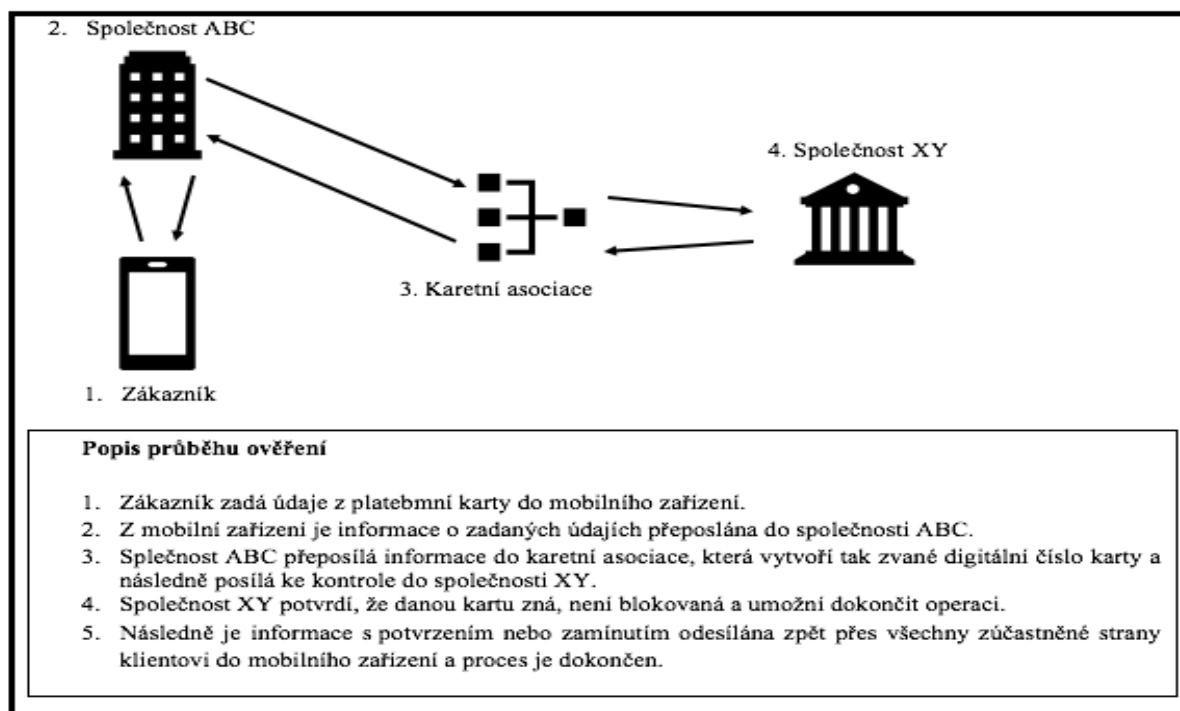 2. Společnost ABC
4. Společnost XY
3. Karetní asociace
1. Zákazník
Popis průběhu ověření
1. Zákazník zadá údaje z platebmní karty do mobilního zařízení.
2. Z mobilní zařízení je informace o zadaných údajích přeposlána do společnosti ABC.
3. Splečnost ABC přeposílá informace do karetní asociace, která vytvoří tak zvané digitální číslo karty a
následně posílá ke kontrole do společnosti XY.
4. Společnost XY potvrdí, že danou kartu zná, není blokovaná a umožní dokončit operaci.
5. Následně je informace s potvrzením nebo zamínutím odesílána zpět přes všechny zúčastněné strany
klientovi do mobilního zařízení a proces je dokončen.